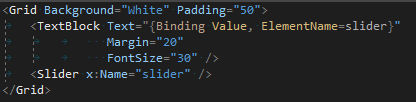 <Grid Background="White" Padding="50">
<TextBlock Text="{Binding Value, ElementName=slider}"
Margin="20"
FontSize="30" />
<Slider x:Name="slider" />
</Grid>